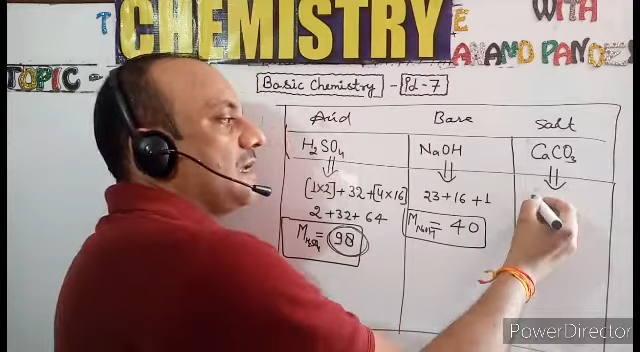 CHEMISTRY WITH
ANAND
TOPIC - Basic Chemistry - Pd-7
Acid Base Salt
H₂SO₄ NaOH CaCO₃
[1×2]+32+[4×16] 23+16+1
2+32+64
M_H₂SO₄ = 98 M_NaOH = 40
PowerDirector